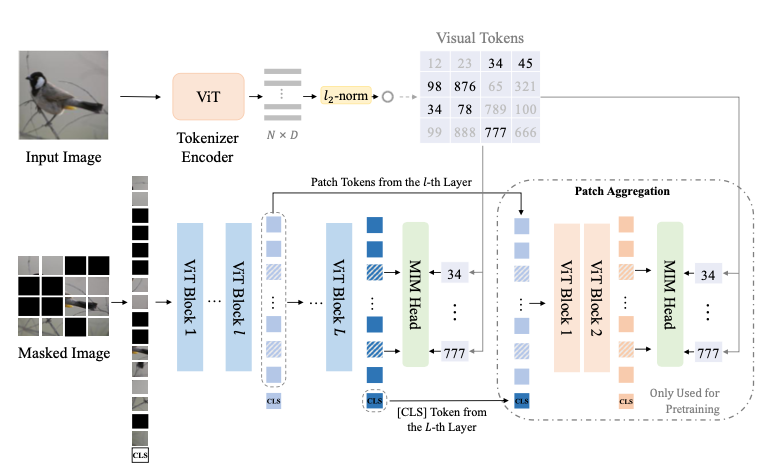 Visual Tokens
12 23 34 45
98 876 65 321
34 78 789 100
99 888 777 666
ViT
l2-norm
N × D
Input Image
Tokenizer
Encoder
Patch Tokens from the l-th Layer
Patch Aggregation
ViT Block 1
...
ViT Block l
...
ViT Block L
MIM Head
34
...
777
ViT Block 1
ViT Block 2
MIM Head
34
...
777
Masked Image
CLS
CLS
CLS
CLS
CLS
[CLS] Token from
the L-th Layer
Only Used for
Pretraining